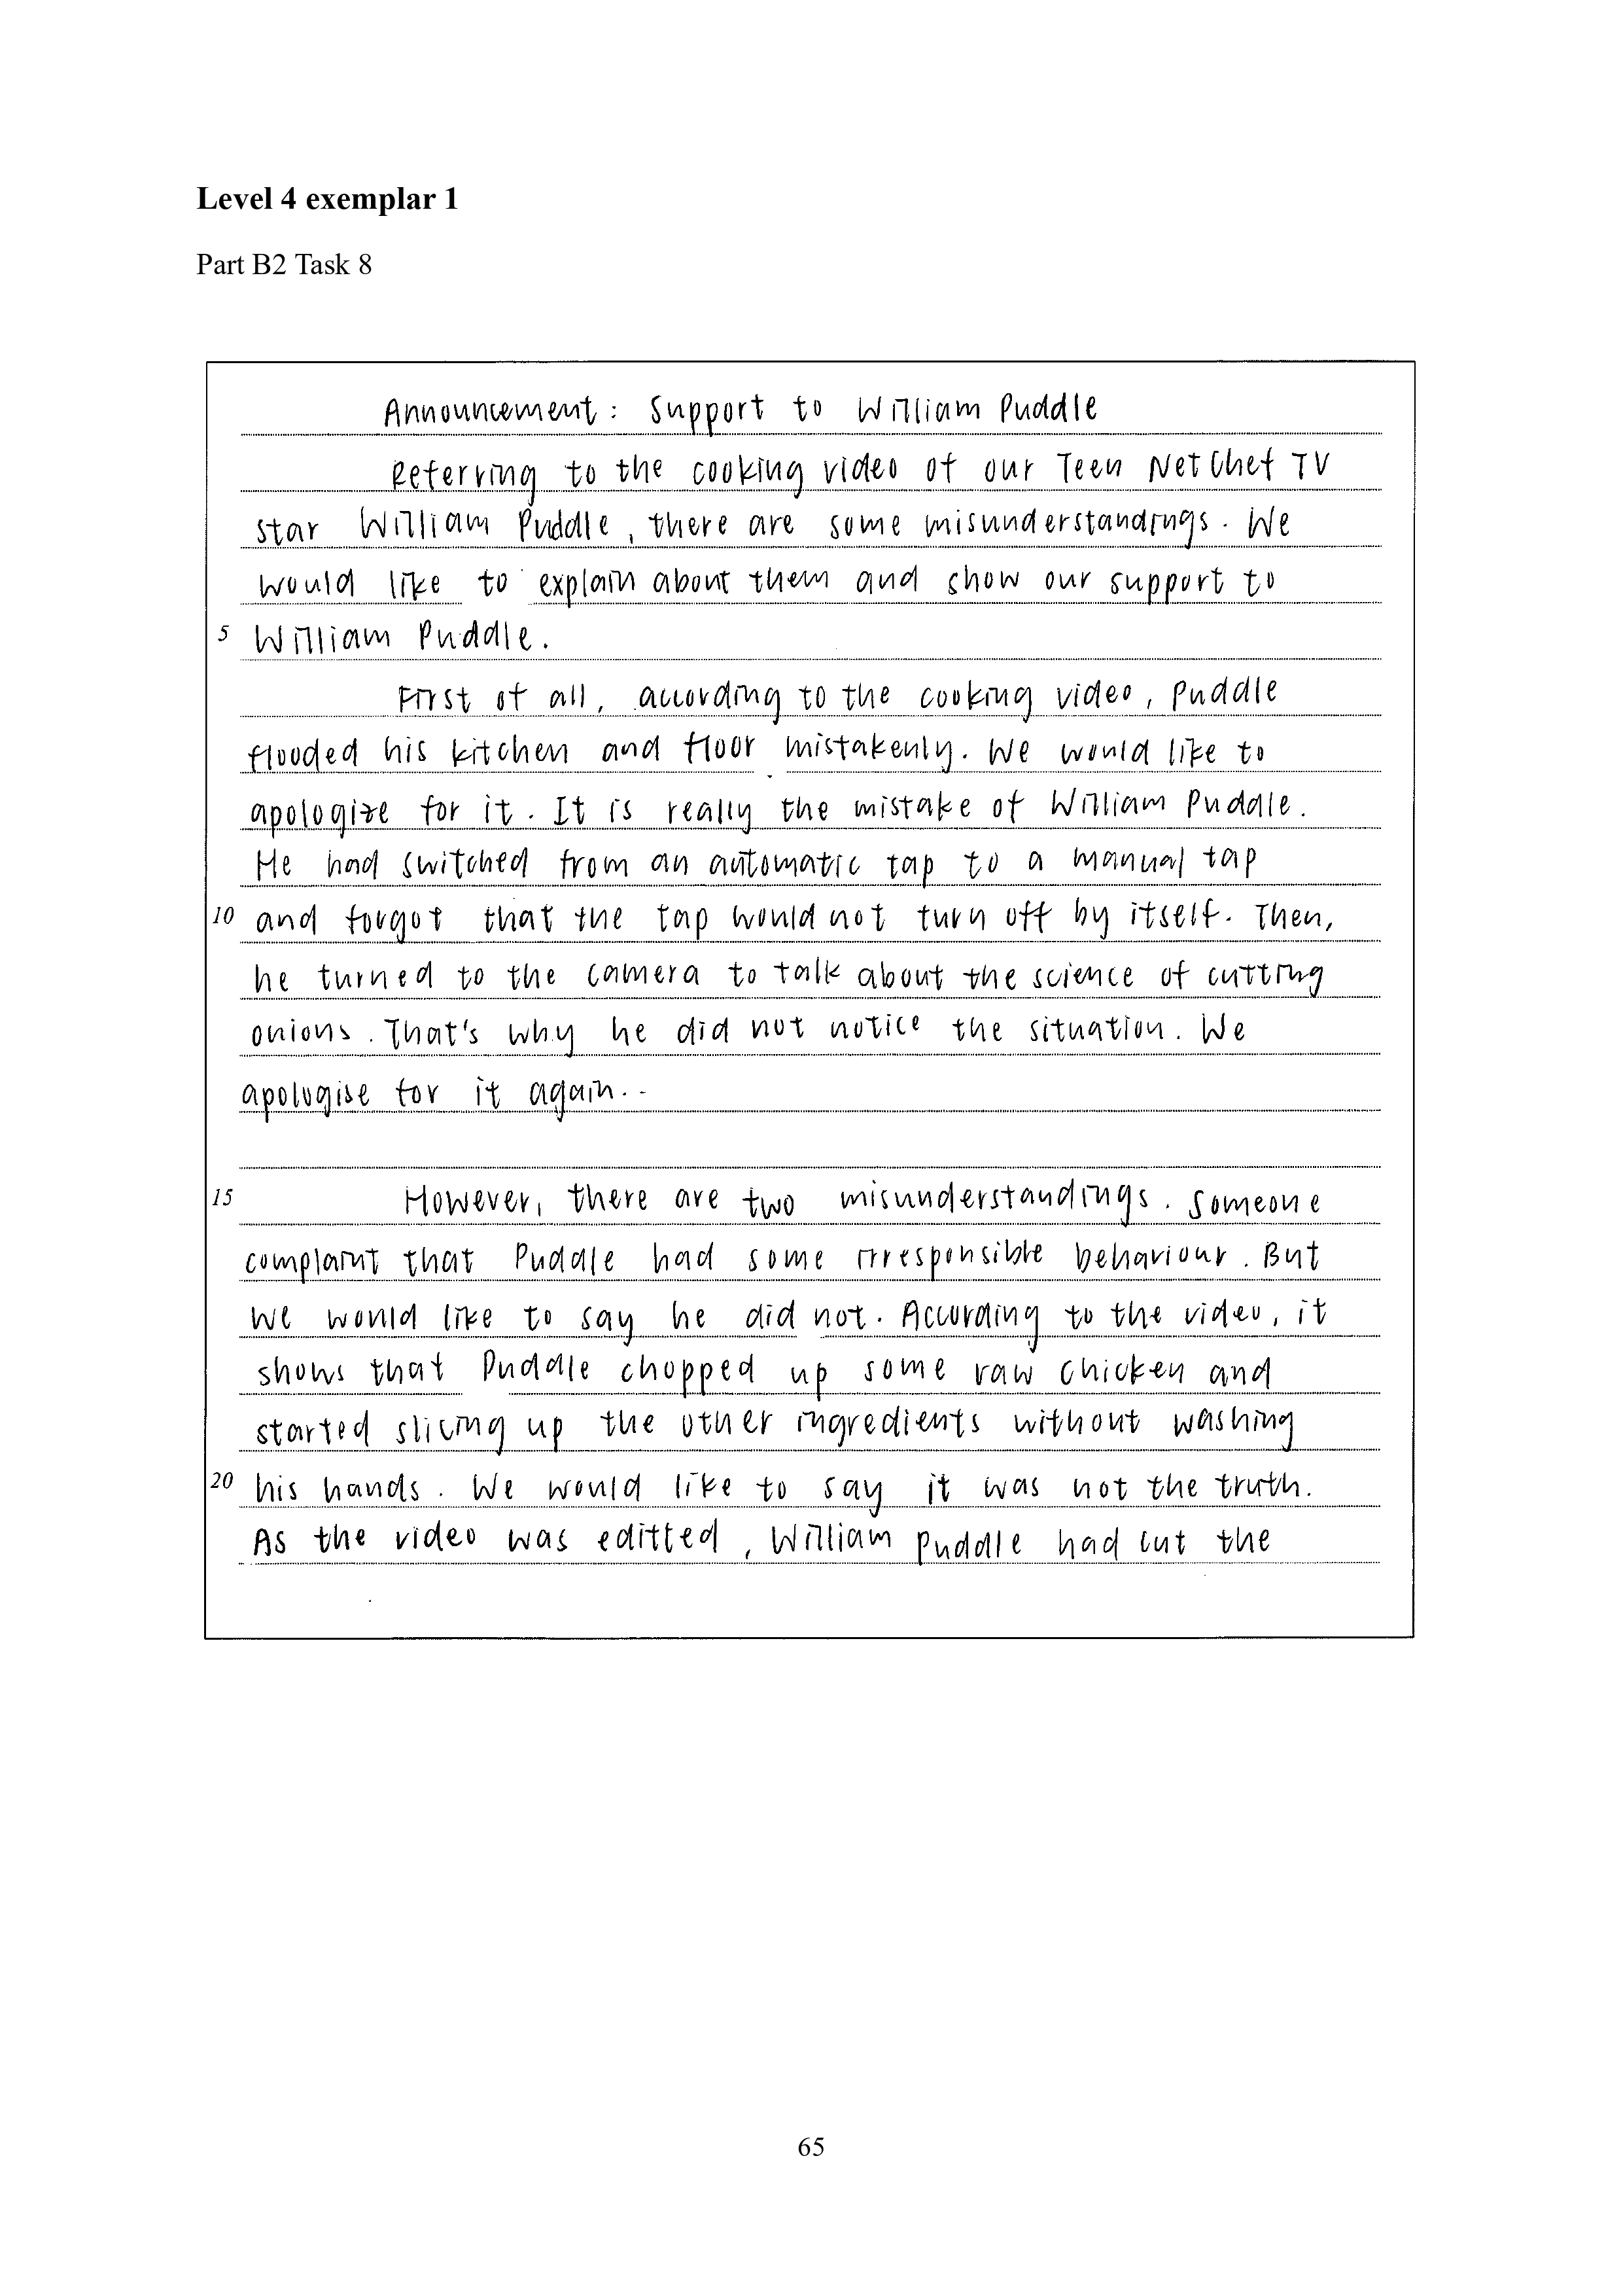 Level 4 exemplar 1
Part B2 Task 8
Announcement: Support to William Puddle
Referring to the cooking video of our Teen NetChef TV
star William Puddle, there are some misunderstandings. We
would like to explain about them and show our support to
5 William Puddle.
First of all, according to the cooking video, Puddle
flooded his kitchen and floor mistakenly. We would like to
apologize for it. It is really the mistake of William Puddle.
He had switched from an automatic tap to a manual tap
10 and forgot that the tap would not turn off by itself. Then,
he turned to the camera to talk about the science of cutting
onions. That's why he did not notice the situation. We
apologise for it again.
15 However, there are two misunderstandings. Someone
complaint that Puddle had some irresponsible behaviour. But
we would like to say he did not. According to the video, it
shows that Puddle chopped up some raw chicken and
started slicing up the other ingredients without washing
20 his hands. We would like to say it was not the truth.
As the video was editted, William Puddle had cut the
65